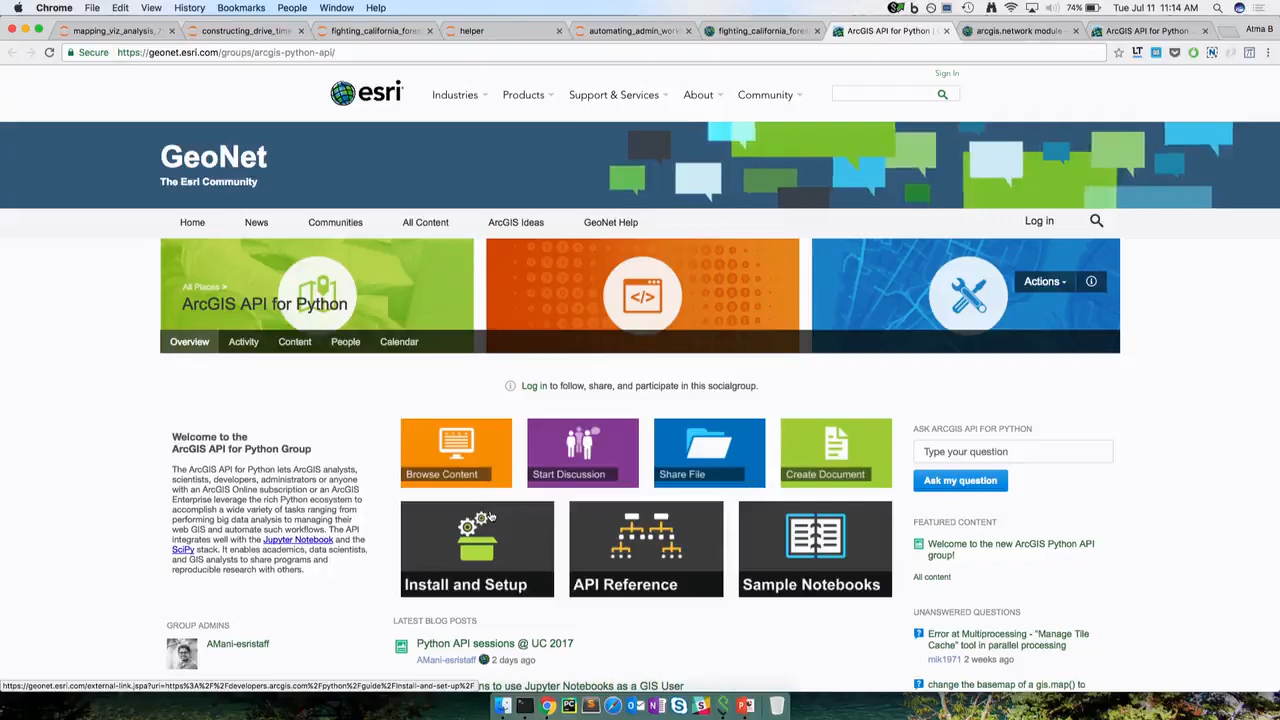 Chrome File Edit View History Bookmarks People Window Help
74% Tue Jul 11 11:14 AM
mapping_viz_analysis_
constructing_drive_time
fighting_california_fores
helper
automating_admin_work
fighting_california_fores
ArcGIS API for Python |
arcgis.network module
ArcGIS API for Python
Atma B
Secure https://geonet.esri.com/groups/arcgis-python-api/
Sign In
esri
Industries Products Support & Services About Community
GeoNet
The Esri Community
Home News Communities All Content ArcGIS Ideas GeoNet Help Log in
All Places >
ArcGIS API for Python
Actions
Overview Activity Content People Calendar
Log in to follow, share, and participate in this socialgroup.
Welcome to the
ArcGIS API for Python Group
The ArcGIS API for Python lets ArcGIS analysts,
scientists, developers, administrators or anyone
with an ArcGIS Online subscription or an ArcGIS
Enterprise leverage the rich Python ecosystem to
accomplish a wide variety of tasks ranging from
performing big data analysis to managing their
web GIS and automate such workflows. The API
integrates well with the Jupyter Notebook and the
SciPy stack. It enables academics, data scientists,
and GIS analysts to share programs and
reproducible research with others.
Browse Content
Start Discussion
Share File
Create Document
Install and Setup
API Reference
Sample Notebooks
ASK ARCGIS API FOR PYTHON
Type your question
Ask my question
FEATURED CONTENT
Welcome to the new ArcGIS Python API
group!
All content
UNANSWERED QUESTIONS
Error at Multiprocessing - "Manage Tile
Cache" tool in parallel processing
mik1971 2 weeks ago
change the basemap of a gis.map() to
GROUP ADMINS
AMani-esristaff
LATEST BLOG POSTS
Python API sessions @ UC 2017
AMani-esristaff 2 days ago
ns to use Jupyter Notebooks as a GIS User
https://geonet.esri.com/external-link.jspa?url=https%3A%2F%2Fdevelopers.arcgis.com%2Fpython%2Fguide%2Finstall-and-set-up%2F